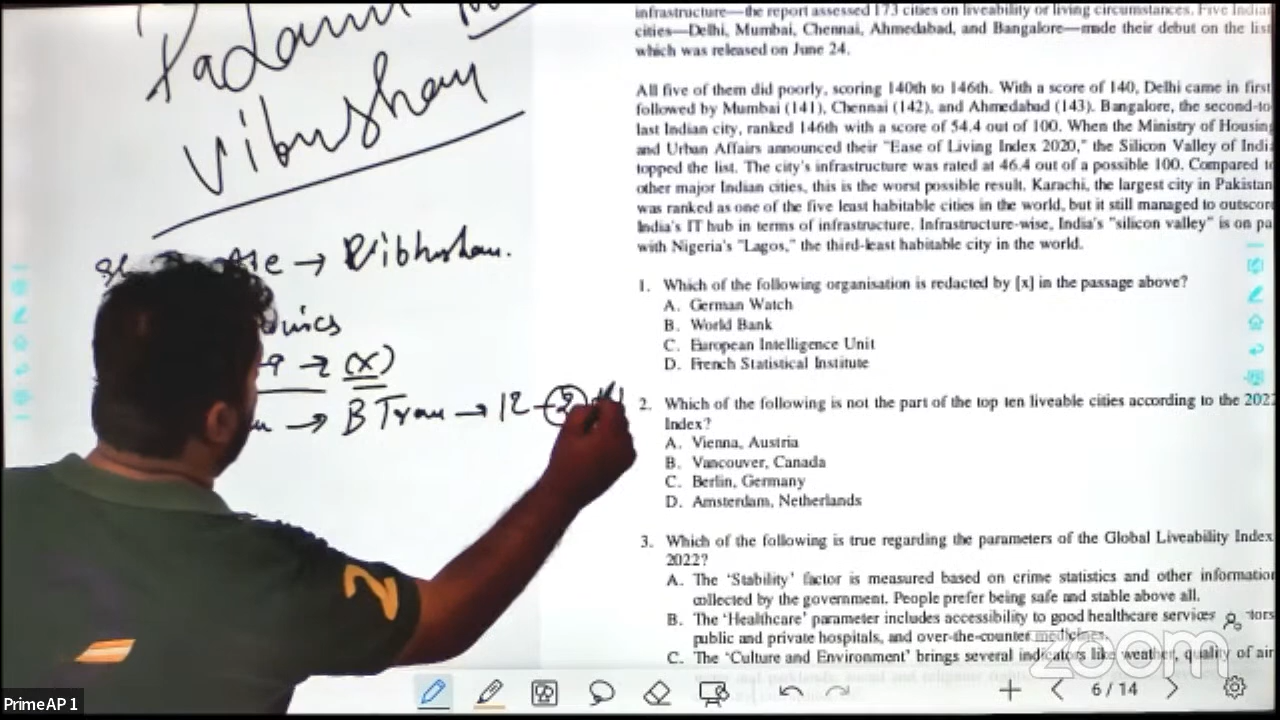 Padam
Vibushan
→ Vibhushan.
nics
(x)
→ B Tran → 12 -
infrastructure—the report assessed 173 cities on liveability or living circumstances. Five Indian
cities—Delhi, Mumbai, Chennai, Ahmedabad, and Bangalore—made their debut on the list
which was released on June 24.
All five of them did poorly, scoring 140th to 146th. With a score of 140, Delhi came in first
followed by Mumbai (141), Chennai (142), and Ahmedabad (143). Bangalore, the second-to
last Indian city, ranked 146th with a score of 54.4 out of 100. When the Ministry of Housing
and Urban Affairs announced their "Ease of Living Index 2020," the Silicon Valley of India
topped the list. The city's infrastructure was rated at 46.4 out of a possible 100. Compared to
other major Indian cities, this is the worst possible result. Karachi, the largest city in Pakistan
was ranked as one of the five least habitable cities in the world, but it still managed to outscore
India's IT hub in terms of infrastructure. Infrastructure-wise, India's "silicon valley" is on pa
with Nigeria's "Lagos," the third-least habitable city in the world.
1. Which of the following organisation is redacted by [x] in the passage above?
A. German Watch
B. World Bank
C. European Intelligence Unit
D. French Statistical Institute
2. Which of the following is not the part of the top ten liveable cities according to the 2022
Index?
A. Vienna, Austria
B. Vancouver, Canada
C. Berlin, Germany
D. Amsterdam, Netherlands
3. Which of the following is true regarding the parameters of the Global Liveability Index
2022?
A. The 'Stability' factor is measured based on crime statistics and other information
collected by the government. People prefer being safe and stable above all.
B. The 'Healthcare' parameter includes accessibility to good healthcare services tors
public and private hospitals, and over-the-counter medicines.
C. The 'Culture and Environment' brings several indicators like weather, quality of air
zoom
6 / 14
PrimeAP 1